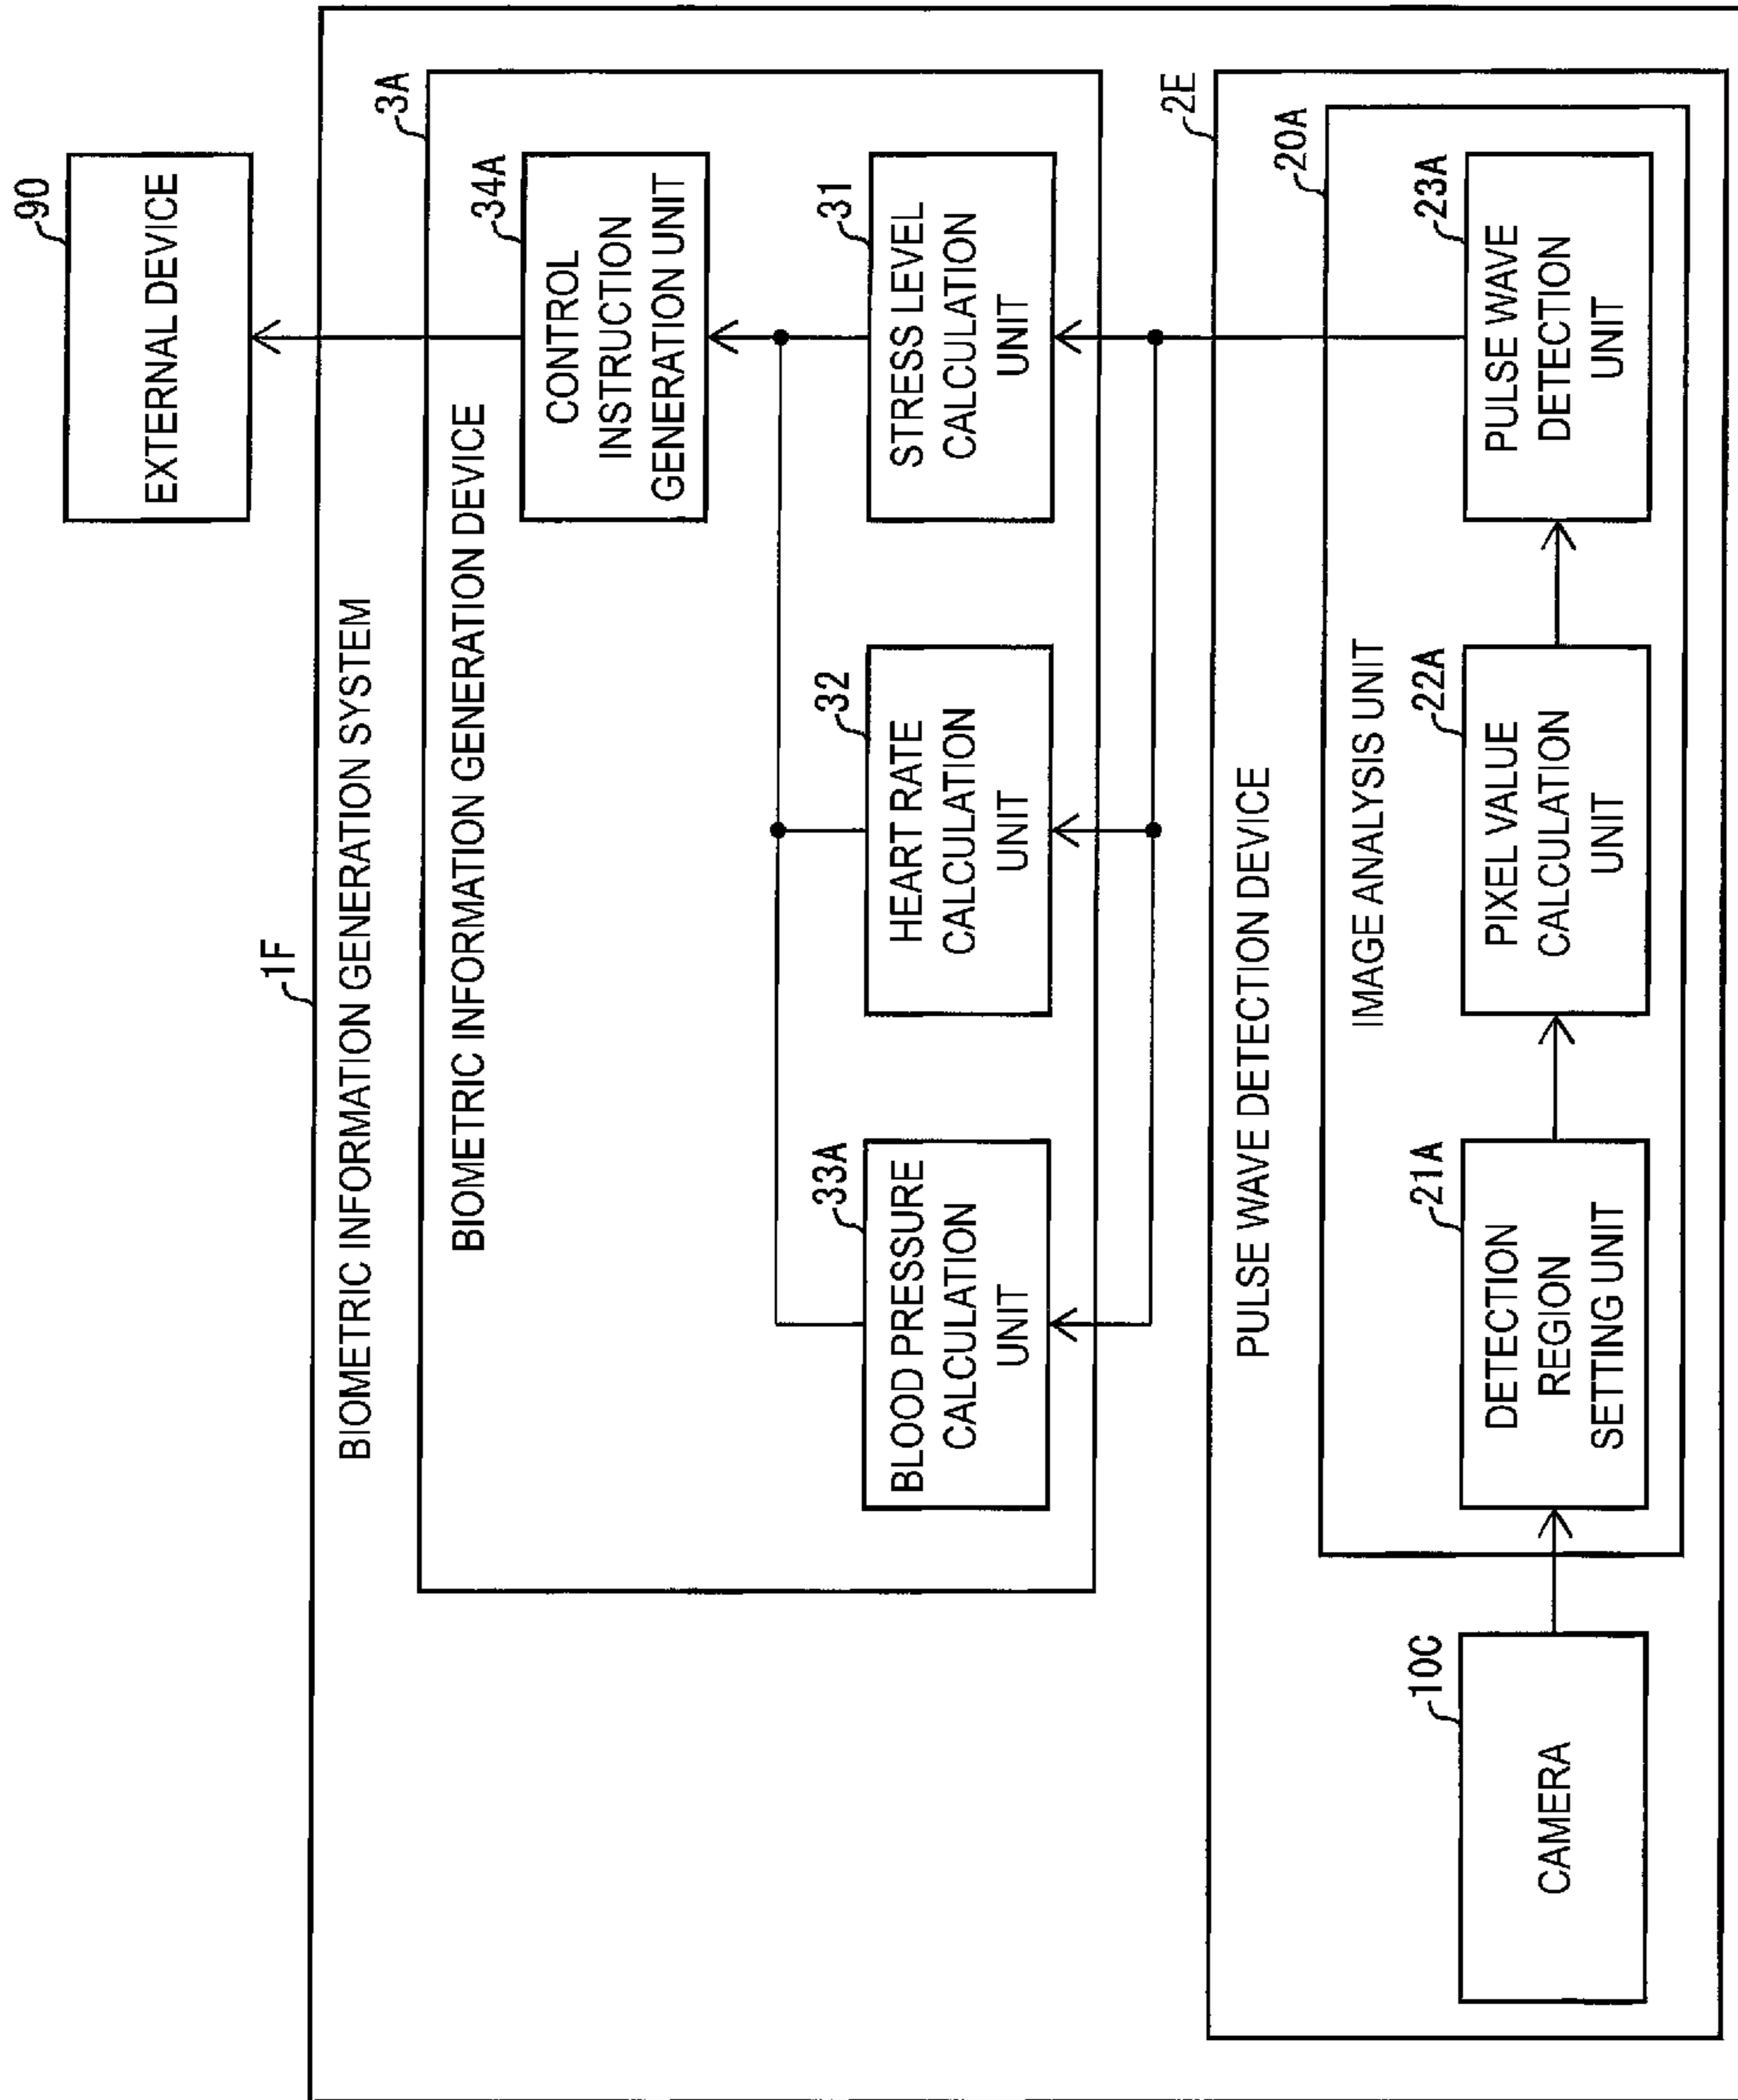 90
EXTERNAL DEVICE
1F
BIOMETRIC INFORMATION GENERATION SYSTEM
3A
BIOMETRIC INFORMATION GENERATION DEVICE
34A
CONTROL
INSTRUCTION
GENERATION UNIT
33A
BLOOD PRESSURE
CALCULATION
UNIT
32
HEART RATE
CALCULATION
UNIT
31
STRESS LEVEL
CALCULATION
UNIT
2E
PULSE WAVE DETECTION DEVICE
20A
IMAGE ANALYSIS UNIT
10C
CAMERA
21A
DETECTION
REGION
SETTING UNIT
22A
PIXEL VALUE
CALCULATION
UNIT
23A
PULSE WAVE
DETECTION
UNIT